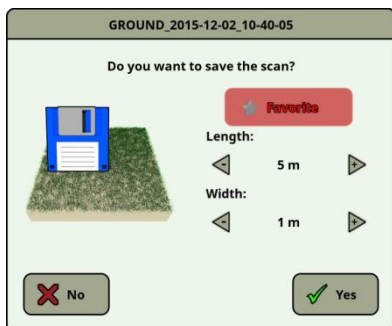 GROUND_2015-12-02_10-40-05
Do you want to save the scan?
Favorite
Length:
- 5 m +
Width:
- 1 m +
No
Yes